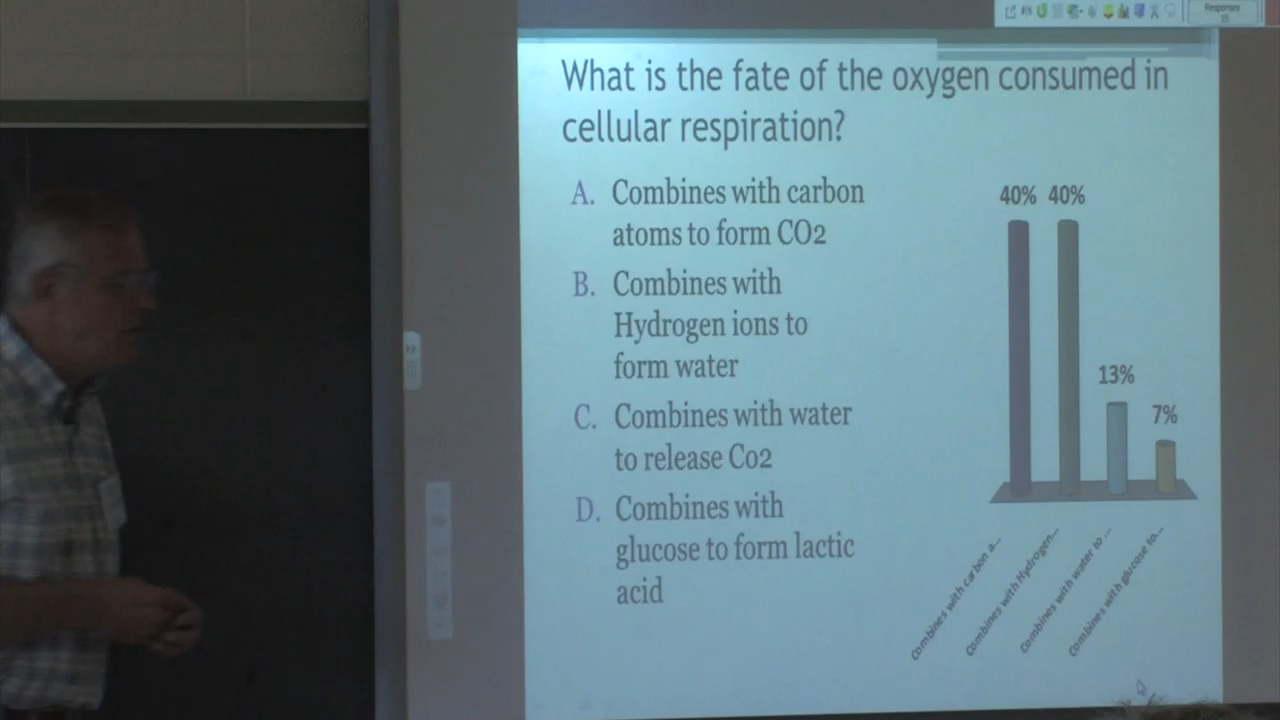 Responses
15
What is the fate of the oxygen consumed in
cellular respiration?
A. Combines with carbon
atoms to form CO2
B. Combines with
Hydrogen ions to
form water
C. Combines with water
to release Co2
D. Combines with
glucose to form lactic
acid
40% 40%
13%
7%
Combines with carbon a...
Combines with Hydrogen...
Combines with water to ...
Combines with glucose to...